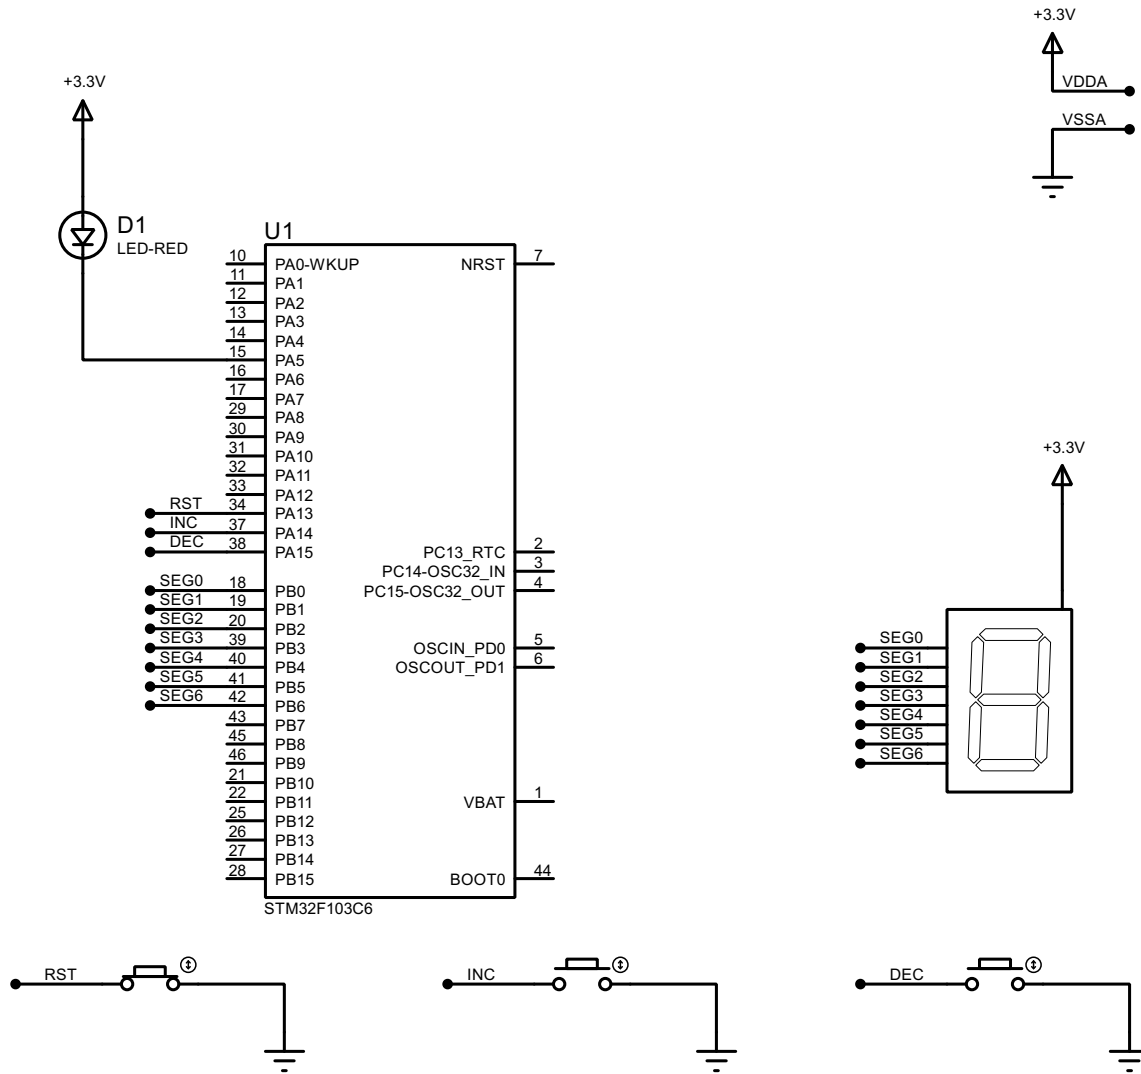 +3.3V
VDDA
VSSA
+3.3V
D1
LED-RED
U1
10 PA0-WKUP
11 PA1
12 PA2
13 PA3
14 PA4
15 PA5
16 PA6
17 PA7
29 PA8
30 PA9
31 PA10
32 PA11
33 PA12
RST 34 PA13
INC 37 PA14
DEC 38 PA15
SEG0 18 PB0
SEG1 19 PB1
SEG2 20 PB2
SEG3 39 PB3
SEG4 40 PB4
SEG5 41 PB5
SEG6 42 PB6
43 PB7
45 PB8
46 PB9
21 PB10
22 PB11
25 PB12
26 PB13
27 PB14
28 PB15
NRST 7
PC13_RTC 2
PC14-OSC32_IN 3
PC15-OSC32_OUT 4
OSCIN_PD0 5
OSCOUT_PD1 6
VBAT 1
BOOT0 44
STM32F103C6
+3.3V
SEG0
SEG1
SEG2
SEG3
SEG4
SEG5
SEG6
RST
INC
DEC